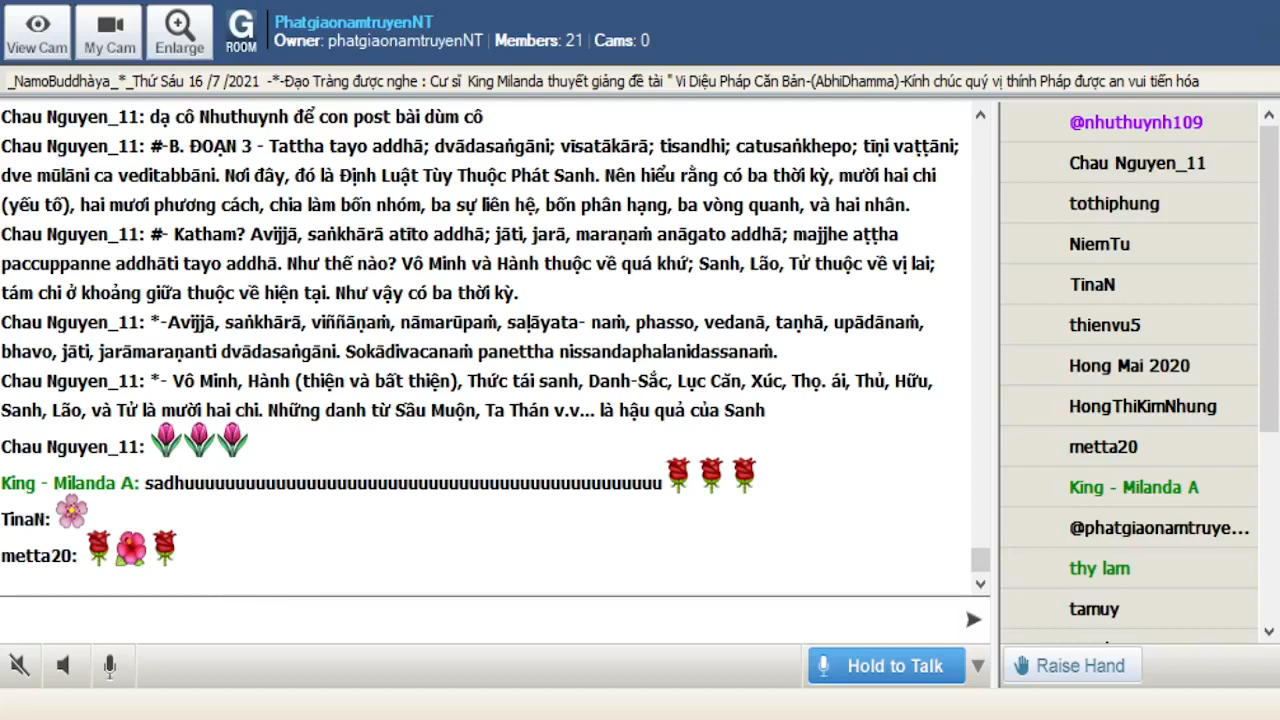 View Cam
My Cam
Enlarge
G
ROOM
PhatgiaonamtruyenNT
Owner: phatgiaonamtruyenNT | Members: 21 | Cams: 0
_NamoBuddhàya_*_Thứ Sáu 16 /7 /2021 -*-Đạo Tràng được nghe : Cư sĩ King Milanda thuyết giảng đề tài " Vi Diệu Pháp Căn Bản-(AbhiDhamma)-Kính chúc quý vị thính Pháp được an vui tiến hóa
Chau Nguyen_11: dạ cô Nhuthuynh để con post bài dùm cô
Chau Nguyen_11: #-B. ĐOẠN 3 - Tattha tayo addhā; dvādasaṅgāni; vīsatākārā; tisandhi; catusaṅkhepo; tīṇi vaṭṭāni;
dve mūlāni ca veditabbāni. Nơi đây, đó là Định Luật Tùy Thuộc Phát Sanh. Nên hiểu rằng có ba thời kỳ, mười hai chi
(yếu tố), hai mươi phương cách, chia làm bốn nhóm, ba sự liên hệ, bốn phân hạng, ba vòng quanh, và hai nhân.
Chau Nguyen_11: #- Katham? Avijjā, saṅkhārā atīto addhā; jāti, jarā, maraṇaṁ anāgato addhā; majjhe aṭṭha
paccuppanne addhāti tayo addhā. Như thế nào? Vô Minh và Hành thuộc về quá khứ; Sanh, Lão, Tử thuộc về vị lai;
tám chi ở khoảng giữa thuộc về hiện tại. Như vậy có ba thời kỳ.
Chau Nguyen_11: *-Avijjā, saṅkhārā, viññāṇaṁ, nāmarūpaṁ, saḷāyata- naṁ, phasso, vedanā, taṇhā, upādānaṁ,
bhavo, jāti, jarāmaraṇanti dvādasaṅgāni. Sokādivacanaṁ panettha nissandaphalanidassanaṁ.
Chau Nguyen_11: *- Vô Minh, Hành (thiện và bất thiện), Thức tái sanh, Danh-Sắc, Lục Căn, Xúc, Thọ. ái, Thủ, Hữu,
Sanh, Lão, và Tử là mười hai chi. Những danh từ Sầu Muộn, Ta Thán v.v... là hậu quả của Sanh
Chau Nguyen_11:
King - Milanda A: sadhuuuuuuuuuuuuuuuuuuuuuuuuuuuuuuuuuuuuuuuuuuuuuuu
TinaN:
metta20:
@nhuthuynh109
Chau Nguyen_11
tothiphung
NiemTu
TinaN
thienvu5
Hong Mai 2020
HongThiKimNhung
metta20
King - Milanda A
@phatgiaonamtruye...
thy lam
tamuy
Hold to Talk
Raise Hand